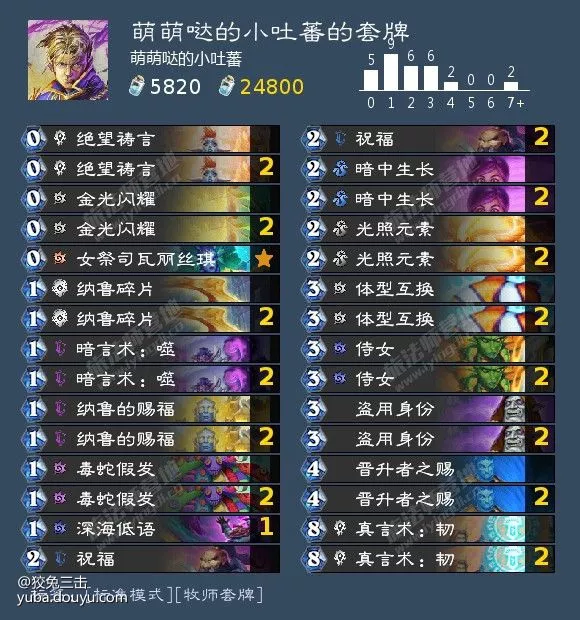 萌萌哒的小吐蕃的套牌
萌萌哒的小吐蕃
5820 24800
5 9 6 6 2 0 0 2
0 1 2 3 4 5 6 7+
0 绝望祷言
0 绝望祷言 2
0 金光闪耀
0 金光闪耀 2
0 女祭司瓦丽丝琪
1 纳鲁碎片
1 纳鲁碎片 2
1 暗言术：噬
1 暗言术：噬 2
1 纳鲁的赐福
1 纳鲁的赐福 2
1 毒蛇假发
1 毒蛇假发 2
1 深海低语 1
2 祝福
2 祝福 2
2 暗中生长
2 暗中生长 2
2 光照元素
2 光照元素 2
3 体型互换
3 体型互换 2
3 侍女
3 侍女 2
3 盗用身份
3 盗用身份 2
4 晋升者之赐
4 晋升者之赐 2
8 真言术：韧
8 真言术：韧 2
[标准模式][牧师套牌]
@狡兔三击
yuba.douyu.com